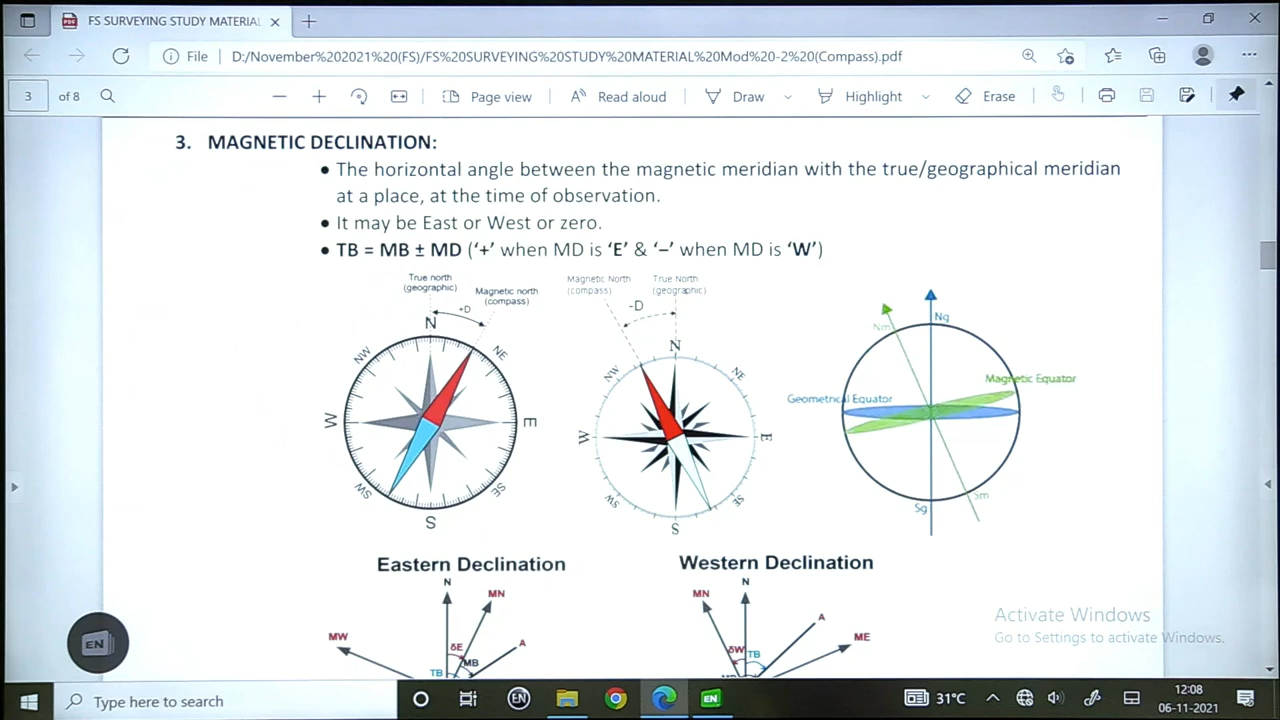 FS SURVEYING STUDY MATERIAL
File
D:/November%202021%20(FS)/FS%20SURVEYING%20STUDY%20MATERIAL%20Mod%20-2%20(Compass).pdf
3 of 8
Page view
Read aloud
Draw
Highlight
Erase
3. MAGNETIC DECLINATION:
• The horizontal angle between the magnetic meridian with the true/geographical meridian
at a place, at the time of observation.
• It may be East or West or zero.
• TB = MB ± MD (‘+’ when MD is ‘E’ & ‘–’ when MD is ‘W’)
True north
(geographic)
Magnetic north
(compass)
+D
N
NW
NE
W
E
SW
SE
S
Magnetic North
(compass)
True North
(geographic)
-D
N
NW
NE
W
E
SW
SE
S
Nm
Ng
Magnetic Equator
Geometrical Equator
Sg
Sm
Eastern Declination
N
MN
MW
δE
A
MB
TB
Western Declination
MN
N
A
ME
δW
TB
Activate Windows
Go to Settings to activate Windows.
EN
Type here to search
EN
EN
31°C
12:08
06-11-2021